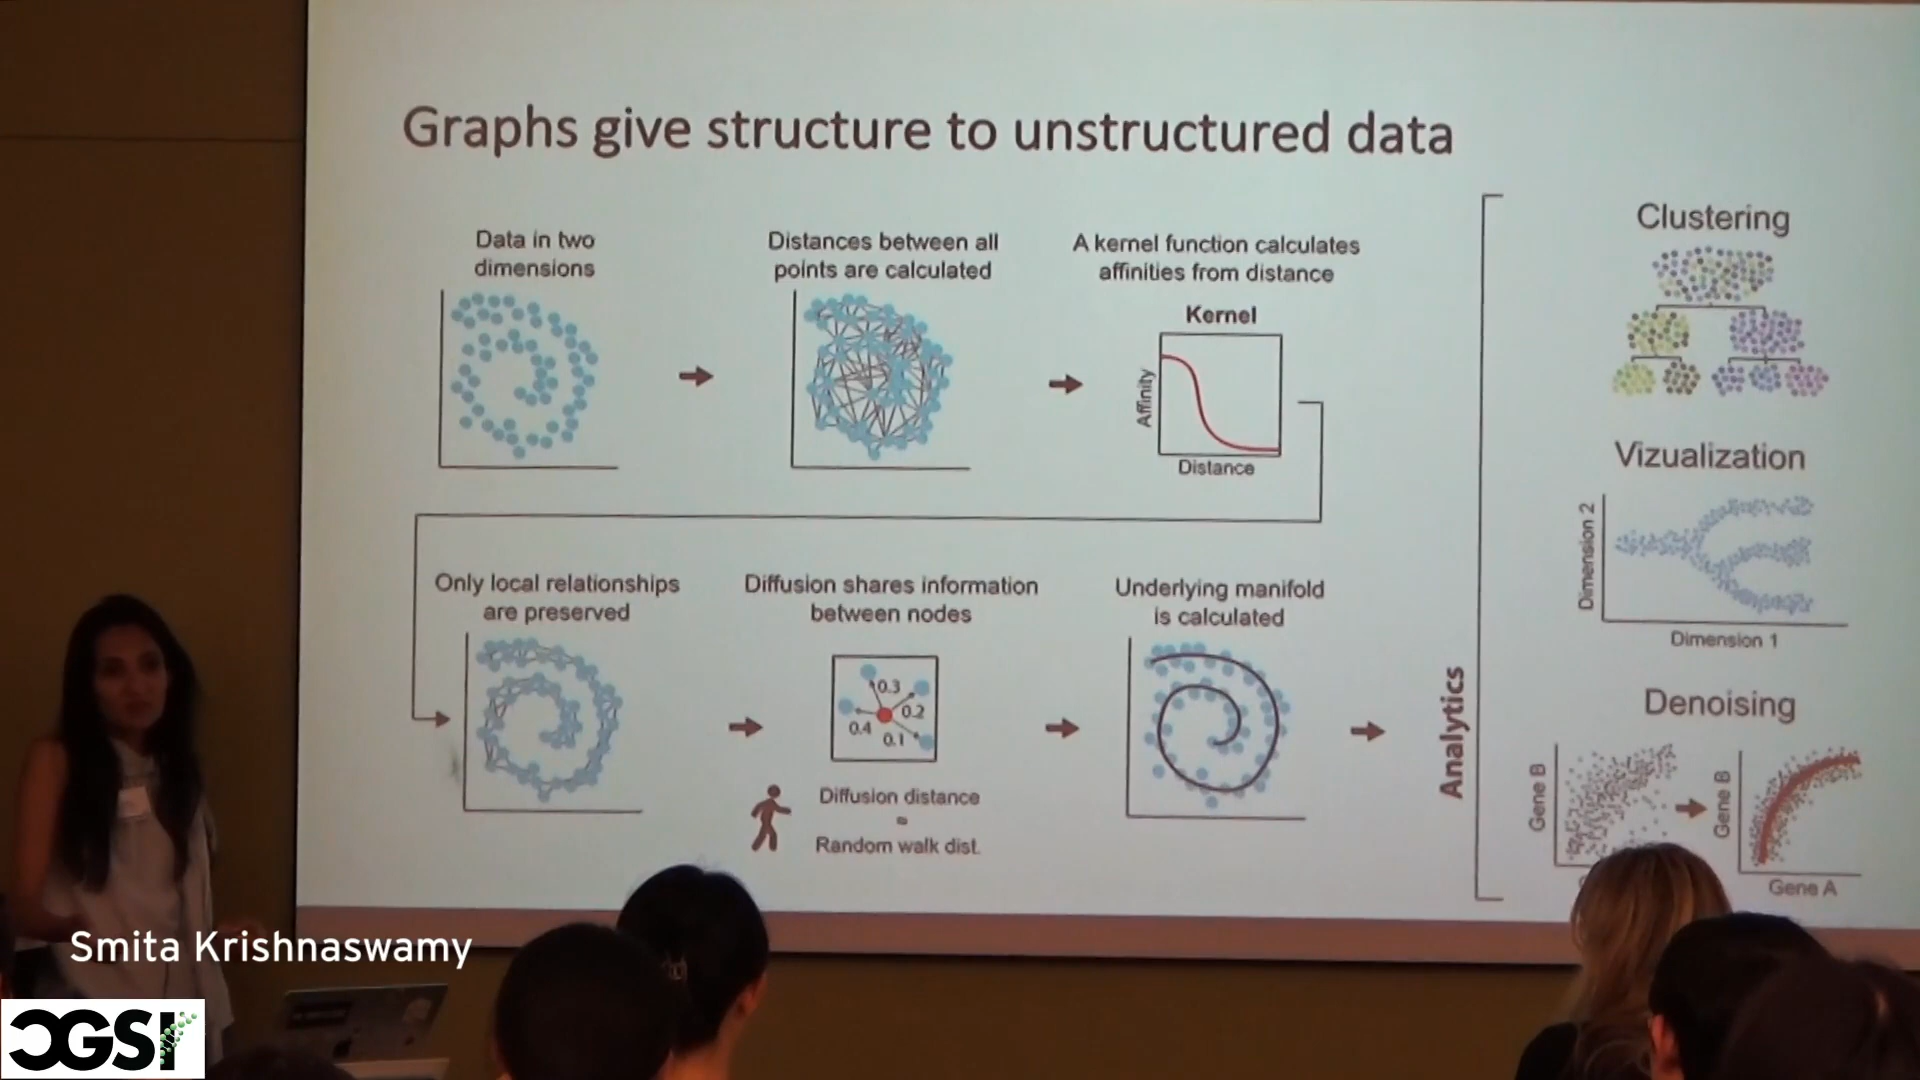 Graphs give structure to unstructured data
Data in two
dimensions
Distances between all
points are calculated
A kernel function calculates
affinities from distance
Kernel
Affinity
Distance
Only local relationships
are preserved
Diffusion shares information
between nodes
0.3
0.2
0.4
0.1
Diffusion distance
=
Random walk dist.
Underlying manifold
is calculated
Analytics
Clustering
Vizualization
Dimension 2
Dimension 1
Denoising
Gene B
Gene B
Gene A
Smita Krishnaswamy
CGSI